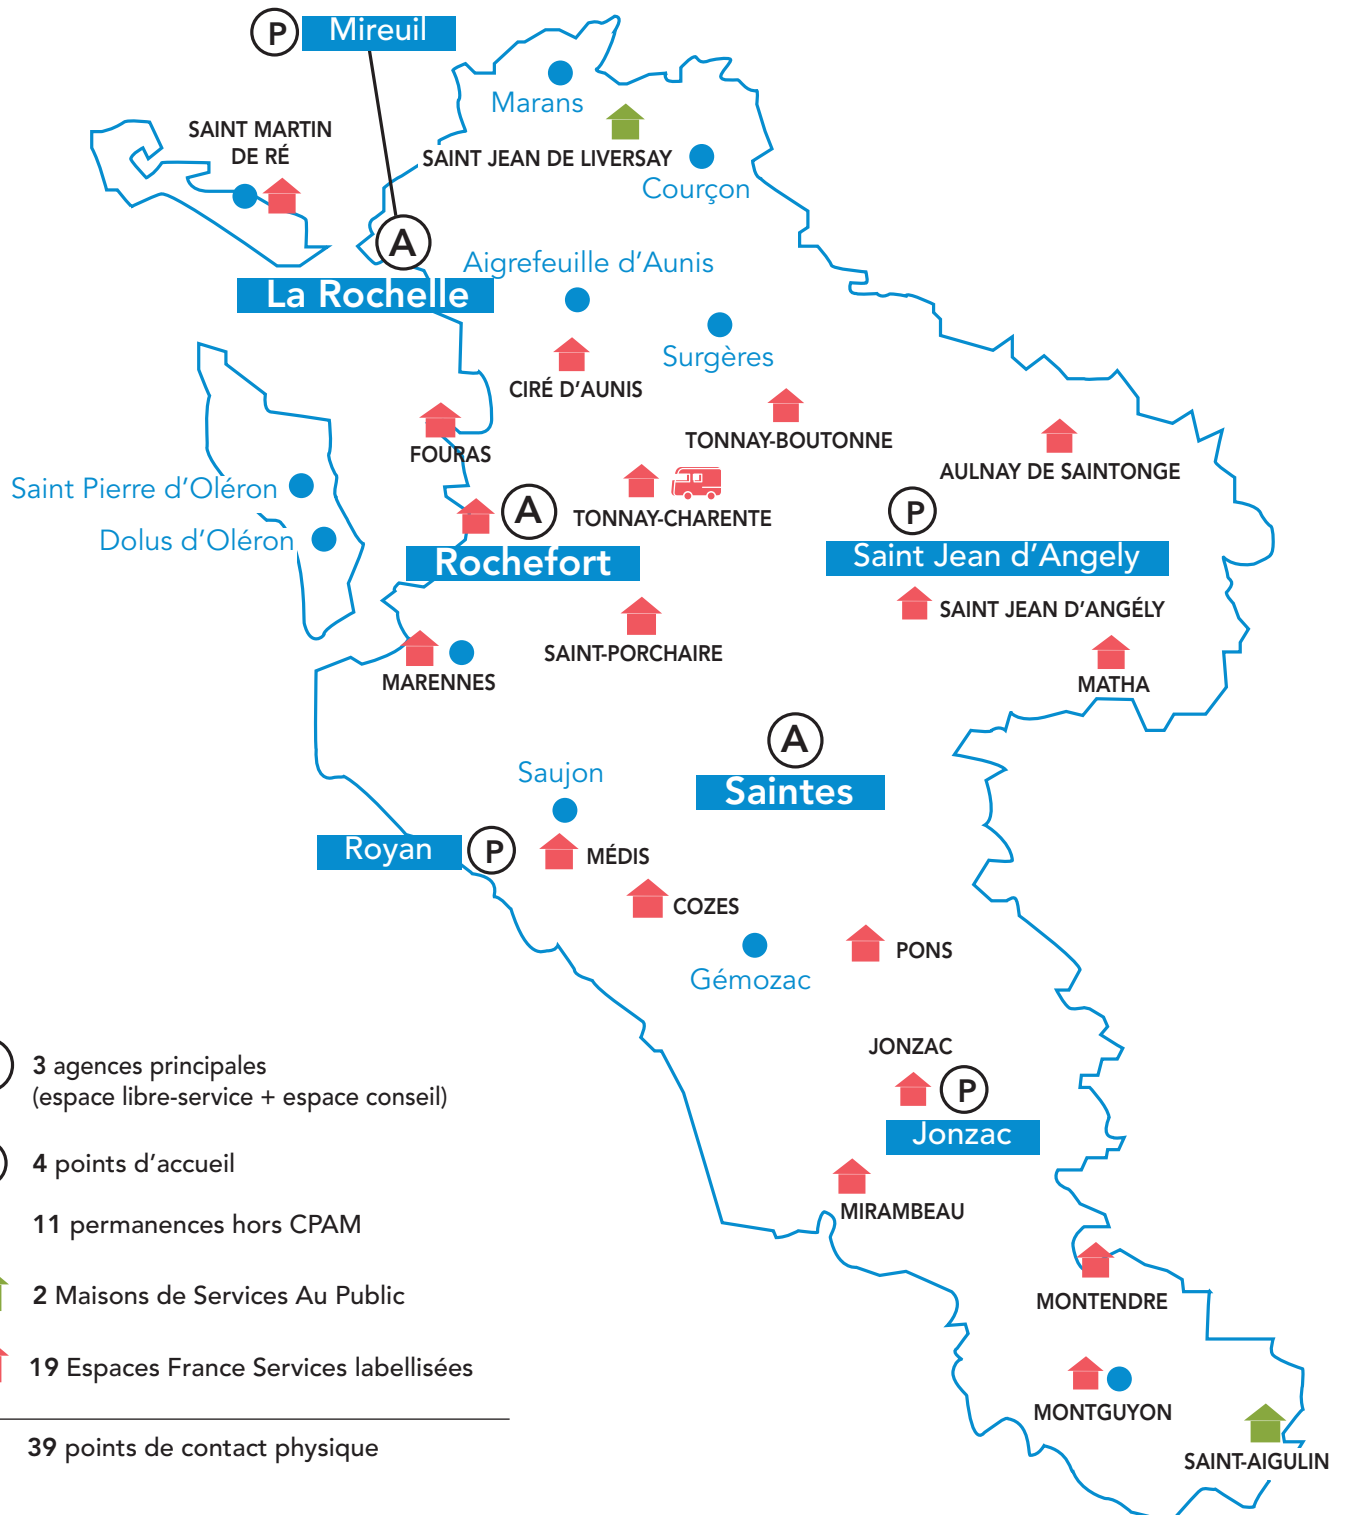 P
Mireuil
Marans
SAINT MARTIN
DE RÉ
SAINT JEAN DE LIVERSAY
Courçon
A
Aigrefeuille d’Aunis
La Rochelle
Surgères
CIRÉ D’AUNIS
TONNAY-BOUTONNE
FOURAS
AULNAY DE SAINTONGE
Saint Pierre d’Oléron
A
TONNAY-CHARENTE
P
Dolus d’Oléron
Rochefort
Saint Jean d’Angely
SAINT JEAN D’ANGÉLY
SAINT-PORCHAIRE
MARENNES
MATHA
A
Saujon
Saintes
Royan
P
MÉDIS
COZES
PONS
Gémozac
JONZAC
P
Jonzac
MIRAMBEAU
MONTENDRE
MONTGUYON
SAINT-AIGULIN
3 agences principales
(espace libre-service + espace conseil)
4 points d’accueil
11 permanences hors CPAM
2 Maisons de Services Au Public
19 Espaces France Services labellisées
39 points de contact physique